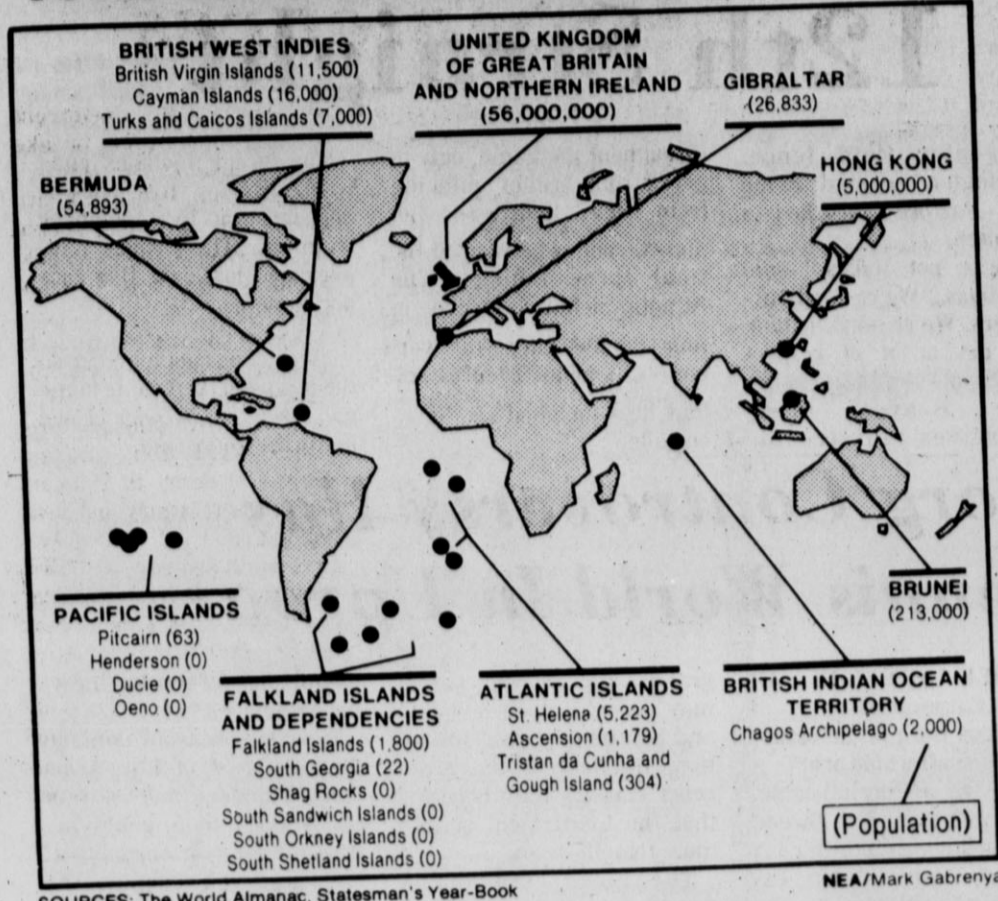 BRITISH WEST INDIES
British Virgin Islands (11,500)
Cayman Islands (16,000)
Turks and Caicos Islands (7,000)
UNITED KINGDOM
OF GREAT BRITAIN
AND NORTHERN IRELAND
(56,000,000)
GIBRALTAR
(26,833)
HONG KONG
(5,000,000)
BERMUDA
(54,893)
BRUNEI
(213,000)
PACIFIC ISLANDS
Pitcairn (63)
Henderson (0)
Ducie (0)
Oeno (0)
FALKLAND ISLANDS
AND DEPENDENCIES
Falkland Islands (1,800)
South Georgia (22)
Shag Rocks (0)
South Sandwich Islands (0)
South Orkney Islands (0)
South Shetland Islands (0)
ATLANTIC ISLANDS
St. Helena (5,223)
Ascension (1,179)
Tristan da Cunha and
Gough Island (304)
BRITISH INDIAN OCEAN
TERRITORY
Chagos Archipelago (2,000)
(Population)
SOURCES: The World Almanac, Statesman's Year-Book
NEA/Mark Gabrenya